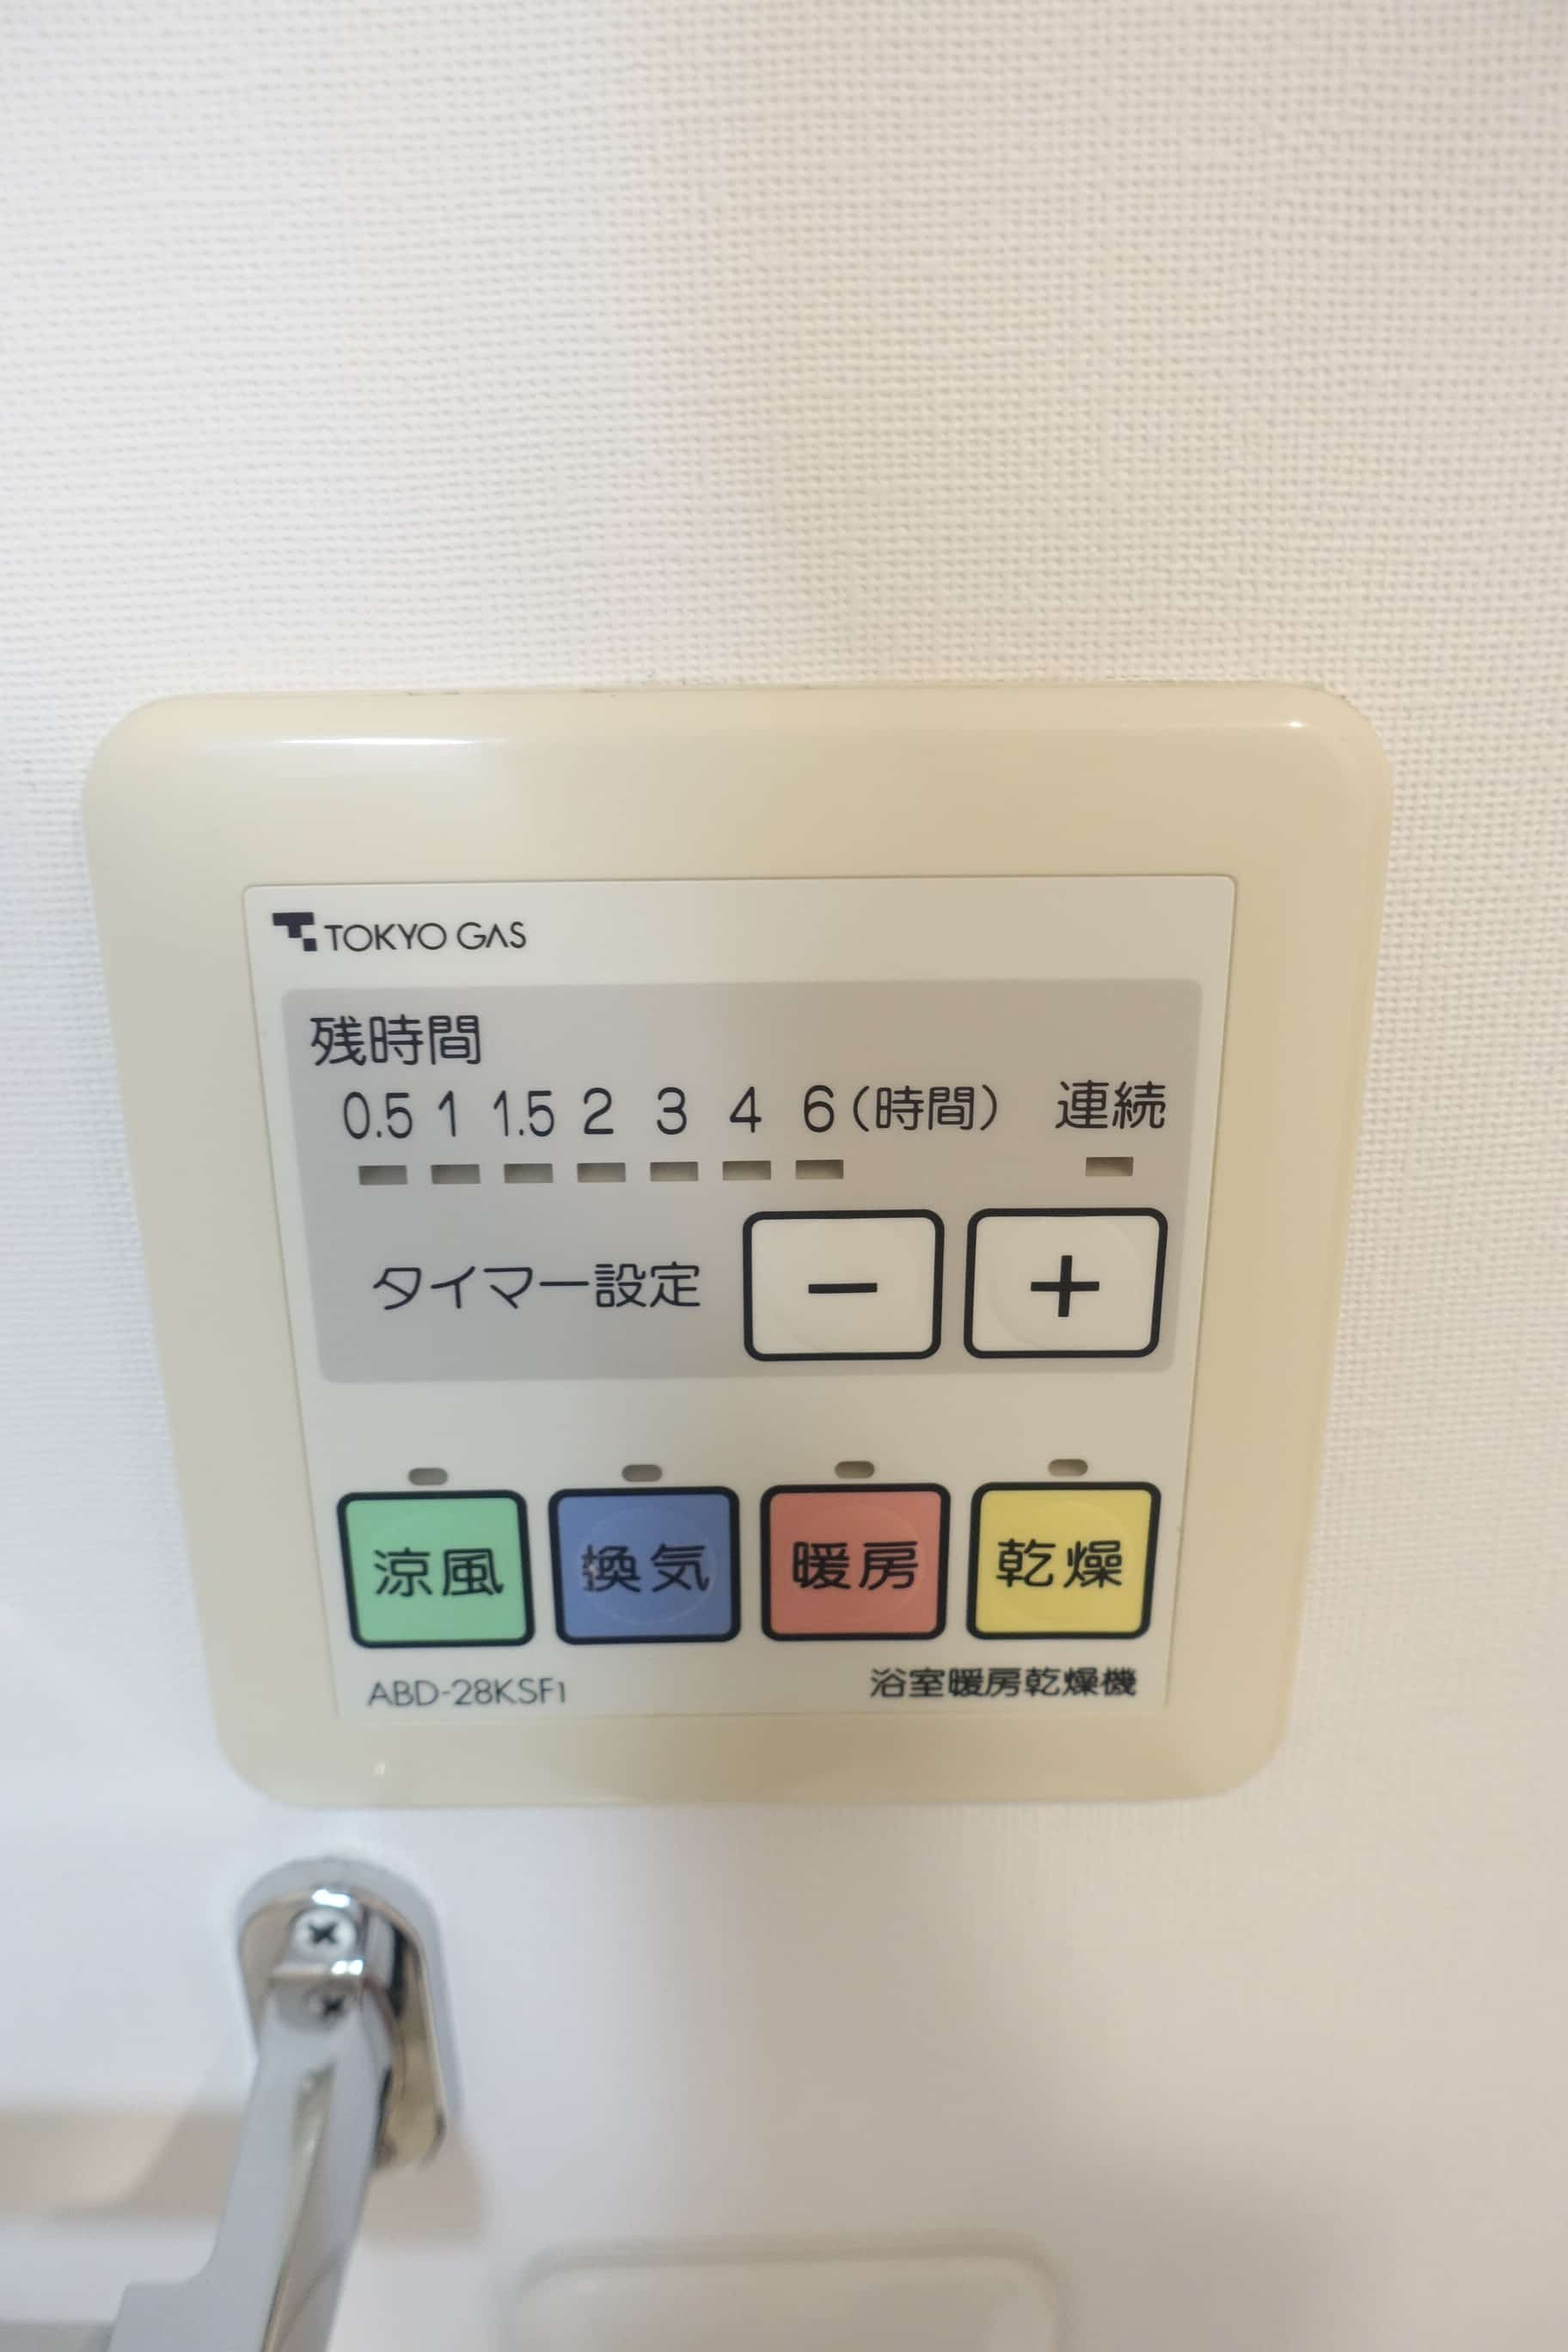 TOKYO GAS
残時間
0.5 1 1.5 2 3 4 6(時間) 連続
タイマー設定 − +
涼風 換気 暖房 乾燥
ABD-28KSF1 浴室暖房乾燥機